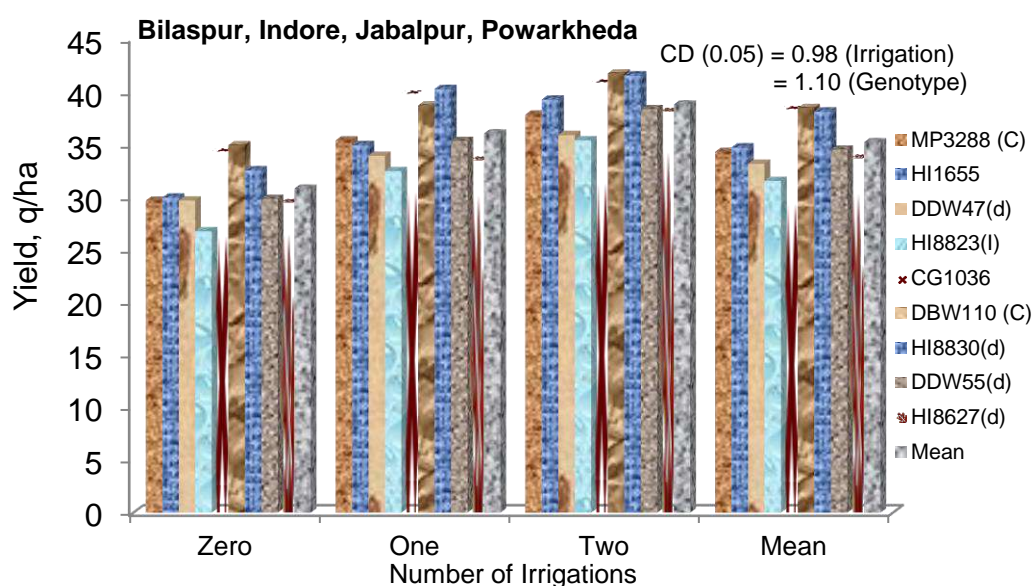 Bilaspur, Indore, Jabalpur, Powarkheda
CD (0.05) = 0.98 (Irrigation)
= 1.10 (Genotype)
Yield, q/ha
45
40
35
30
25
20
15
10
5
0
Zero
One
Two
Mean
Number of Irrigations
MP3288 (C)
HI1655
DDW47(d)
HI8823(I)
CG1036
DBW110 (C)
HI8830(d)
DDW55(d)
HI8627(d)
Mean